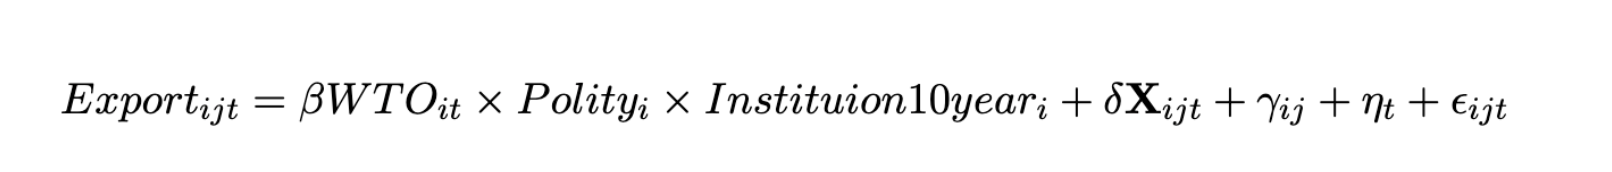 Export_{ijt} = βWTO_{it} × Polity_i × Instituion10year_i + δX_{ijt} + γ_{ij} + η_t + ϵ_{ijt}